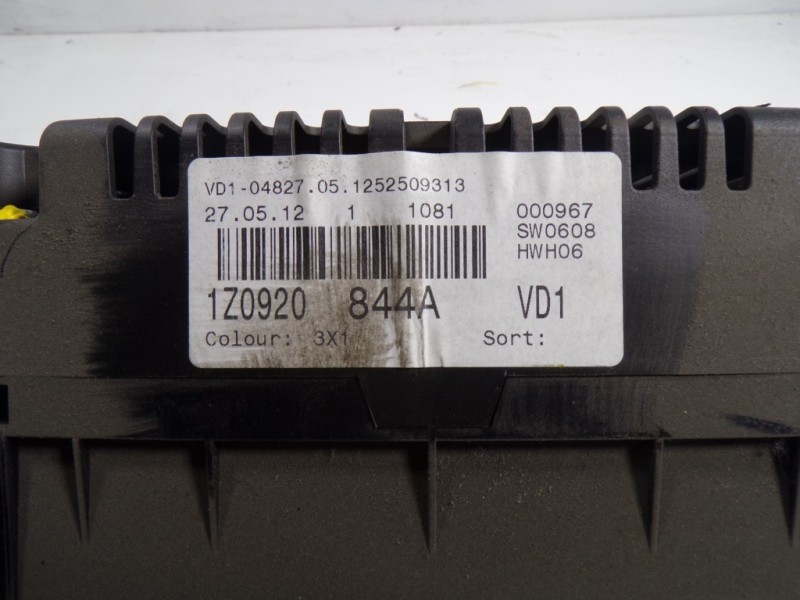 VD1-04827.05.1252509313
27.05.12 1 1081 000967
SW0608
HWH06
1Z0920 844A VD1
Colour: 3X1 Sort: